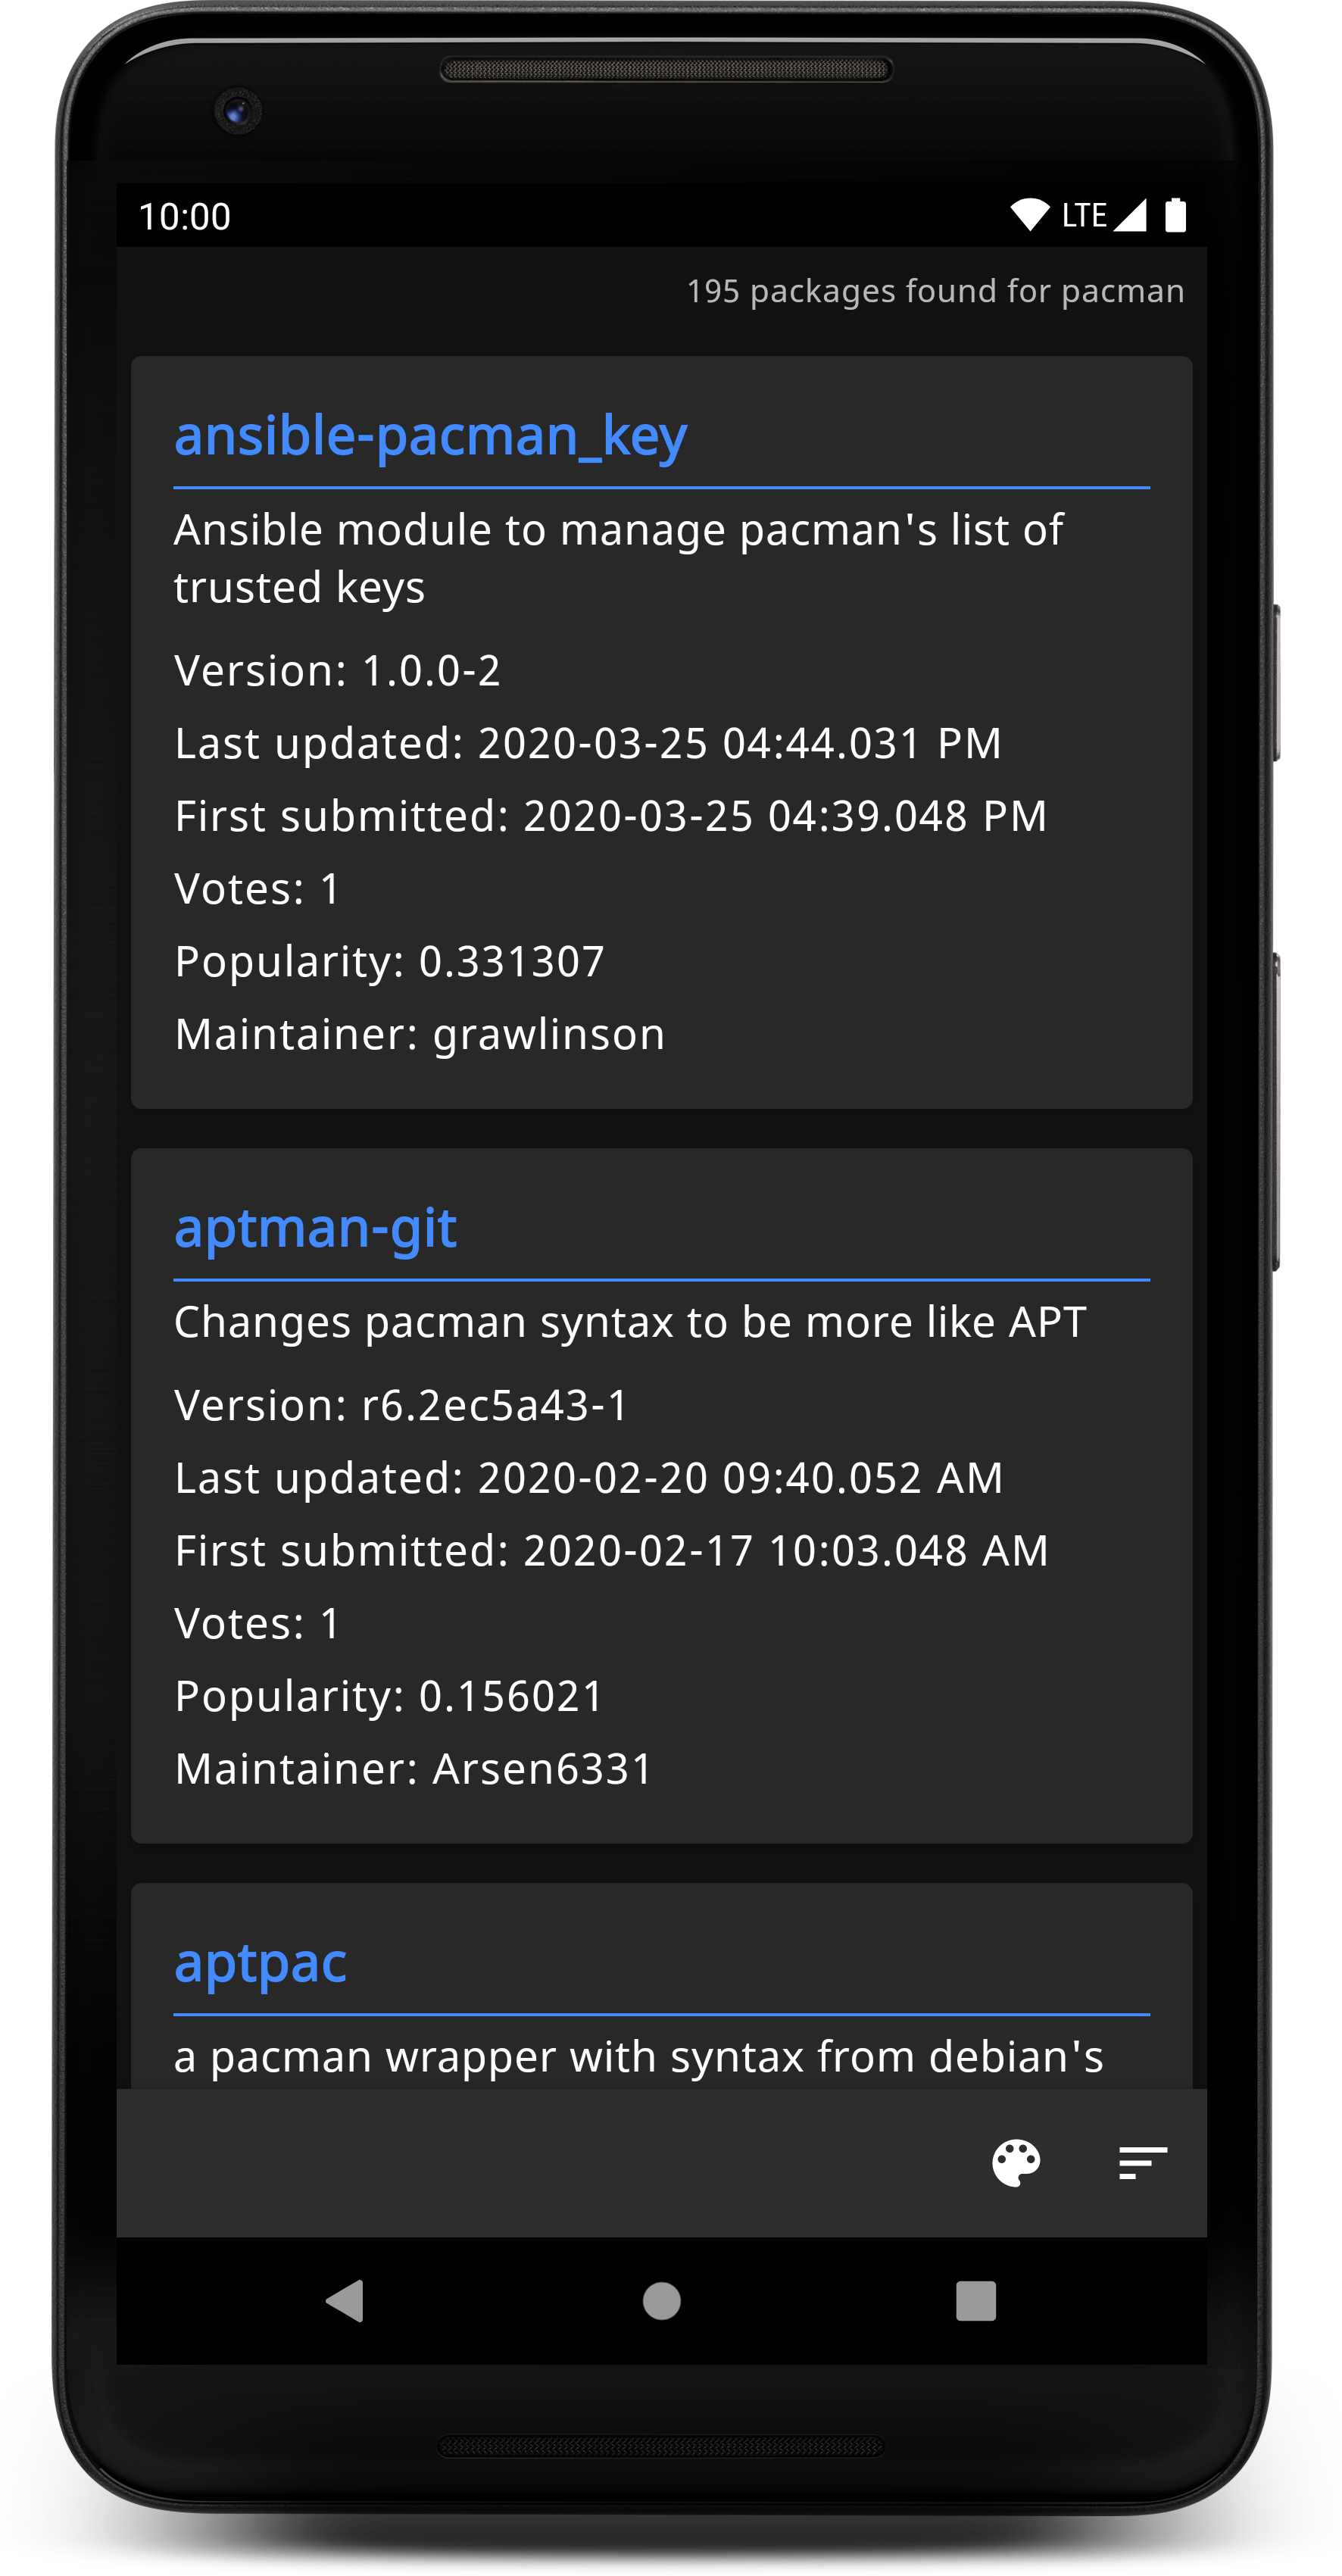 10:00
LTE
195 packages found for pacman
ansible-pacman_key
Ansible module to manage pacman's list of
trusted keys
Version: 1.0.0-2
Last updated: 2020-03-25 04:44.031 PM
First submitted: 2020-03-25 04:39.048 PM
Votes: 1
Popularity: 0.331307
Maintainer: grawlinson
aptman-git
Changes pacman syntax to be more like APT
Version: r6.2ec5a43-1
Last updated: 2020-02-20 09:40.052 AM
First submitted: 2020-02-17 10:03.048 AM
Votes: 1
Popularity: 0.156021
Maintainer: Arsen6331
aptpac
a pacman wrapper with syntax from debian's